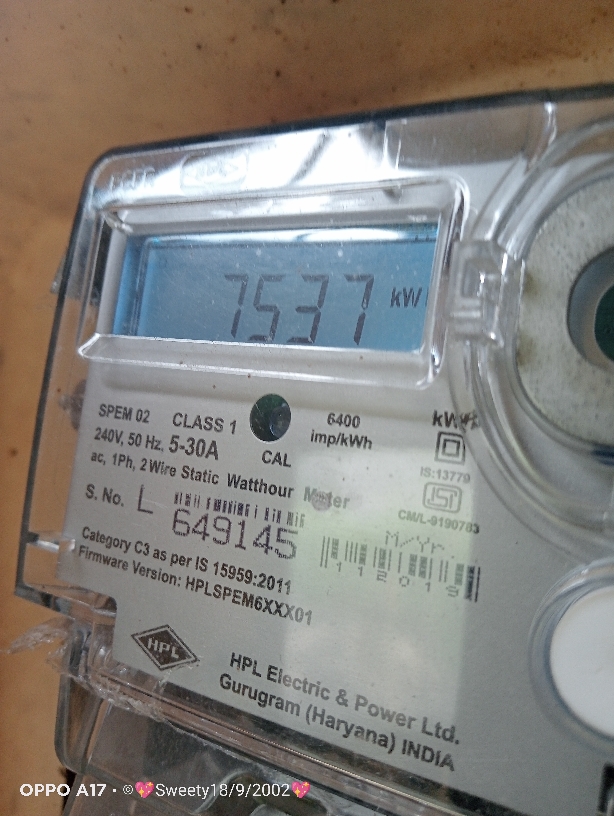 7537 kW
SPEM 02 CLASS 1 6400 imp/kWh
240V, 50 Hz, 5-30A CAL
ac, 1Ph, 2 Wire Static Watthour Meter
IS:13779
S. No. L 649145
CM/L-9190783
Category C3 as per IS 15959:2011
Firmware Version: HPLSPEM6XXX01
HPL
HPL Electric & Power Ltd.
Gurugram (Haryana) INDIA
OPPO A17 · ©💖Sweety18/9/2002💖